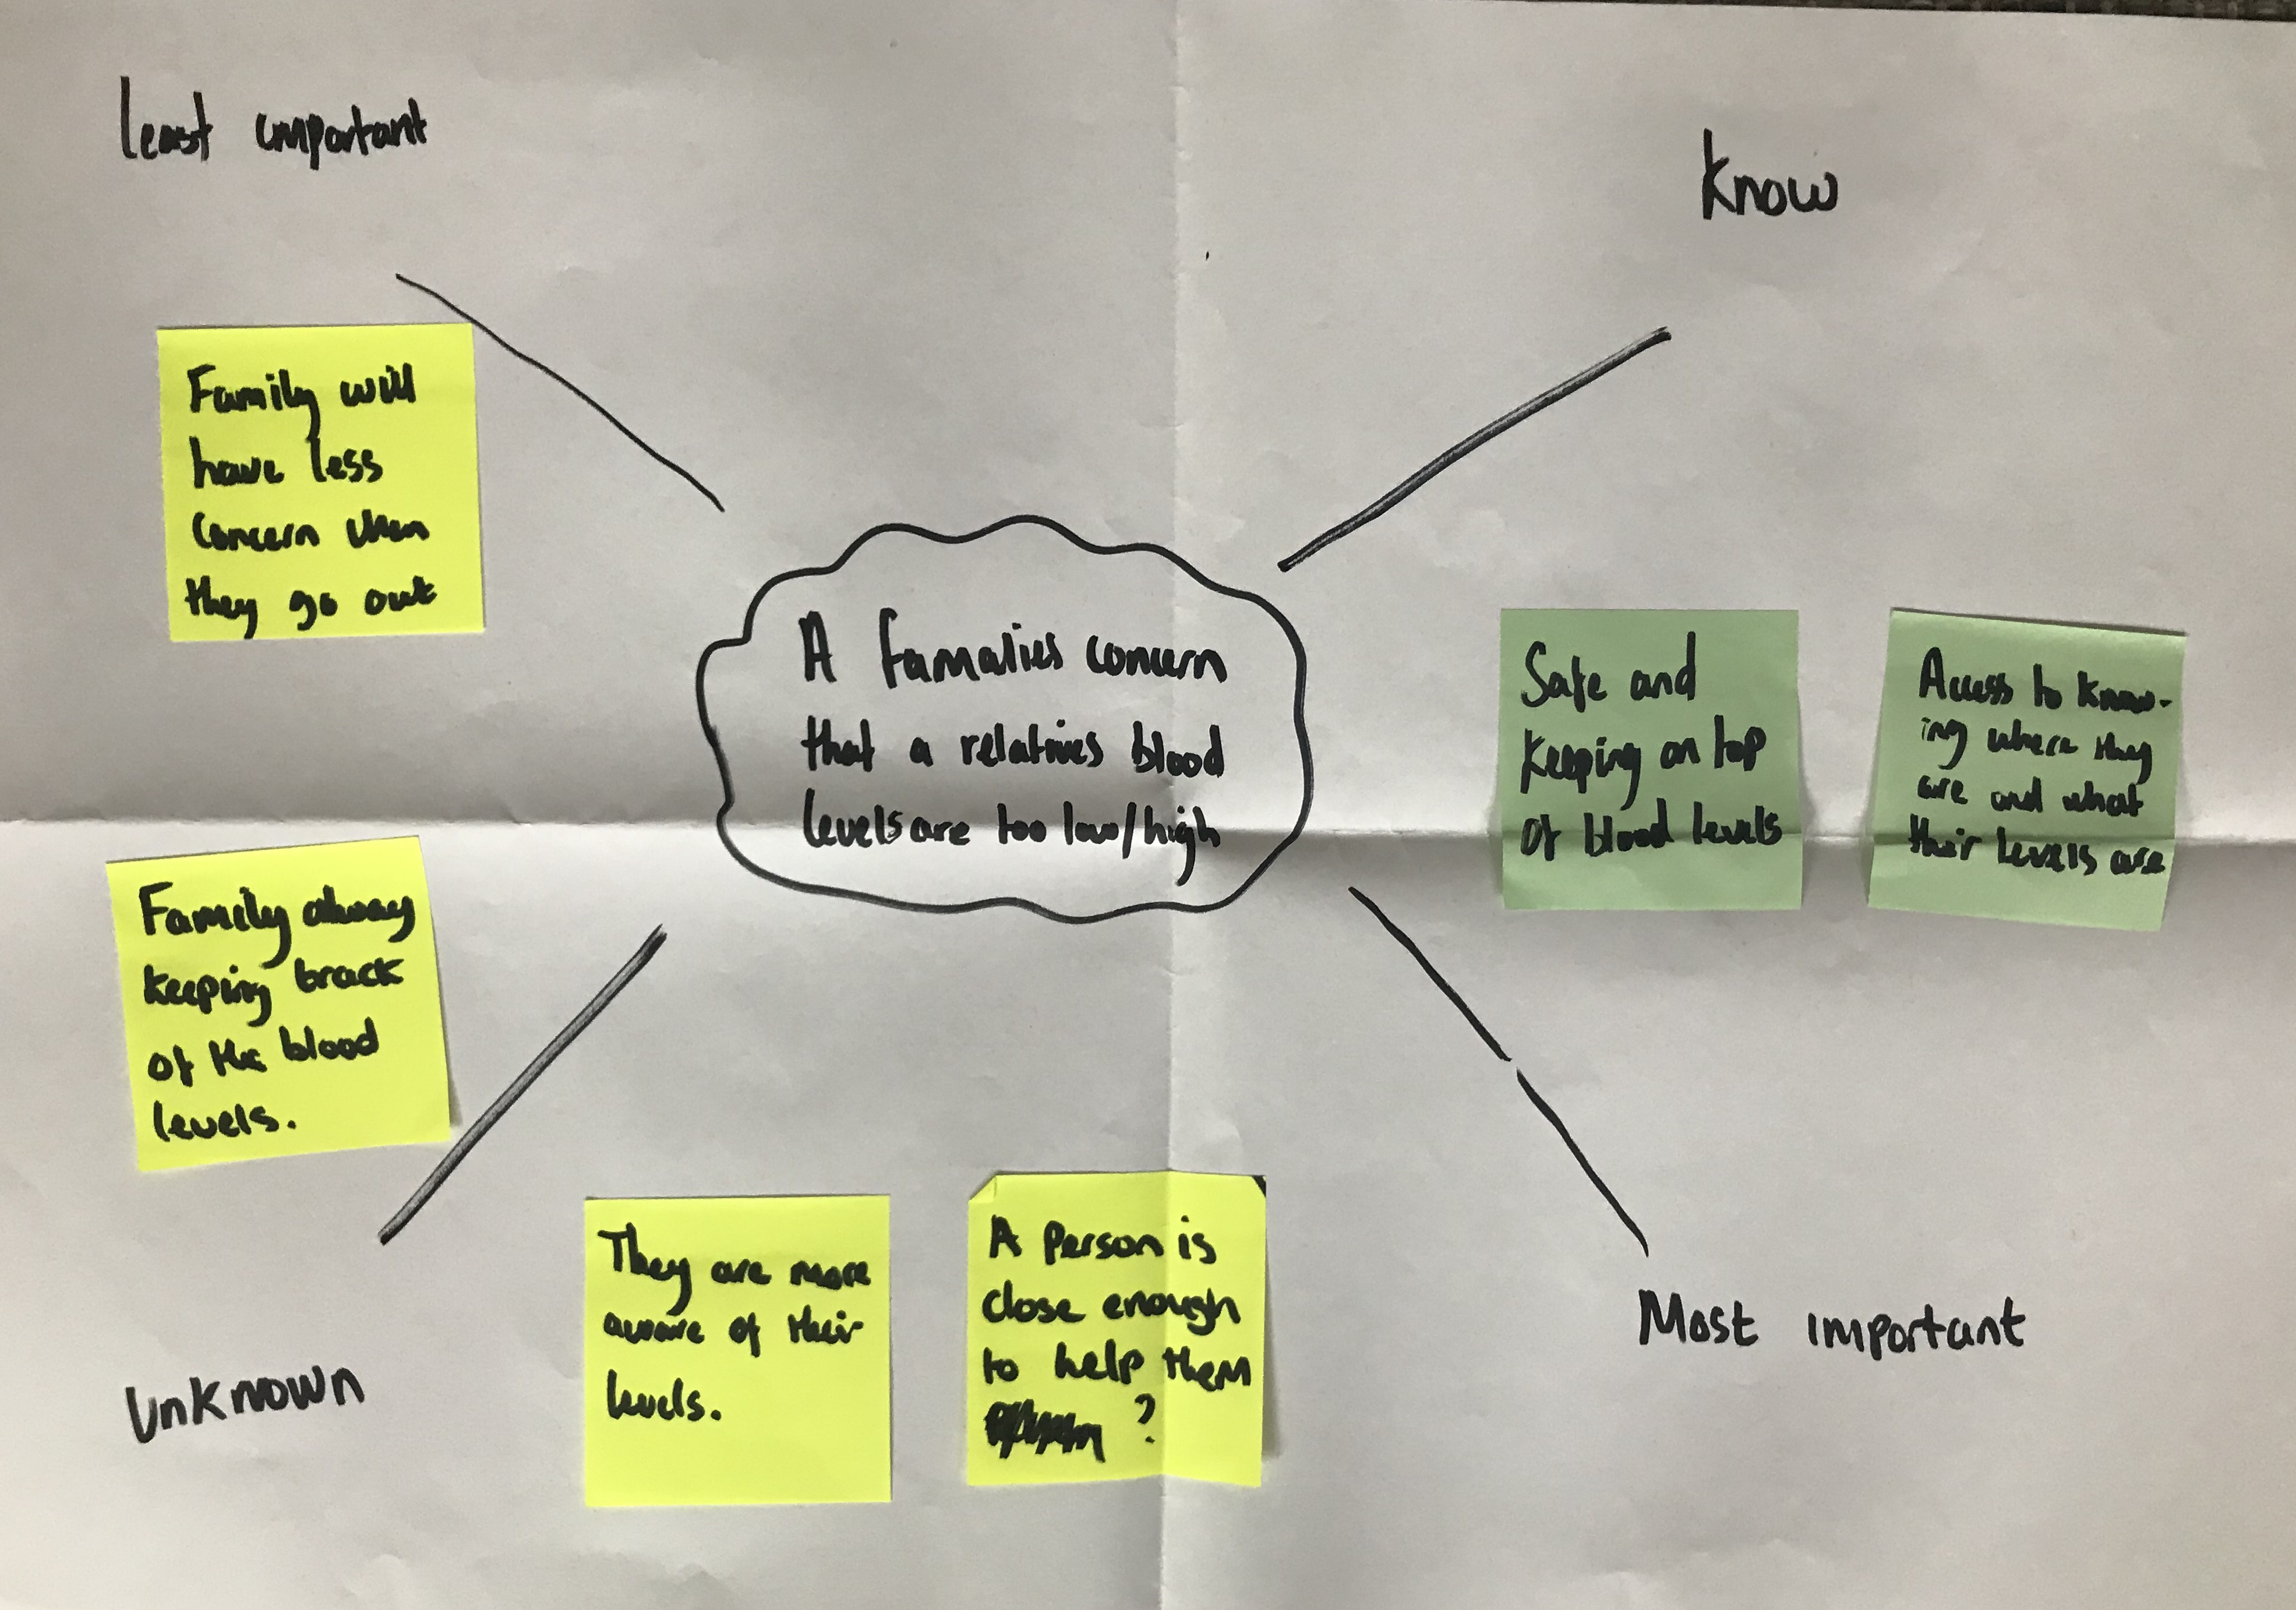 least important
Know
Family will
have less
concern when
they go out
A famalies concern
that a relatives blood
levels are too low/high
Safe and
keeping on top
of blood levels
Access to know-
ing where they
are and what
their levels are
Family alway
keeping track
of the blood
levels.
They are more
aware of their
levels.
A person is
close enough
to help them
?
Unknown
Most important